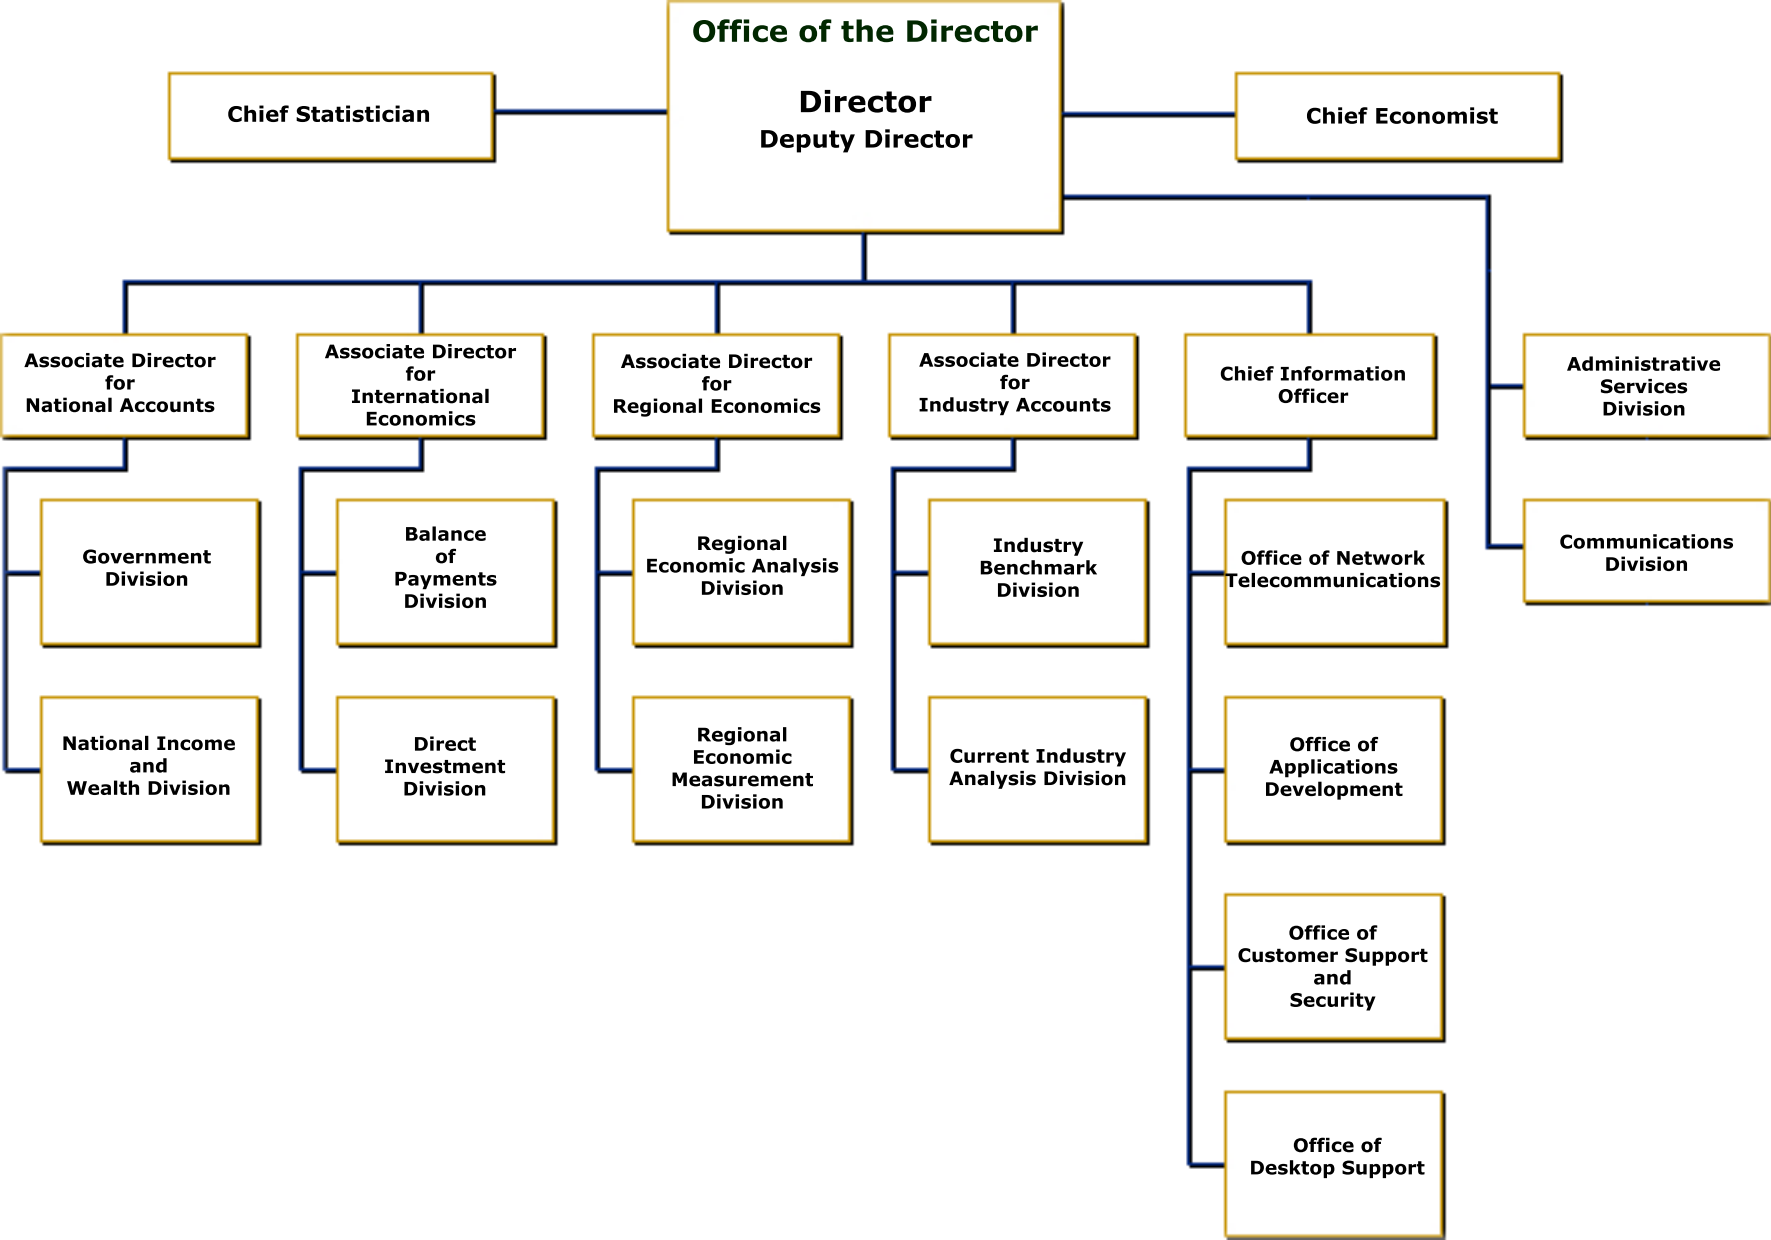 Office of the Director
Director
Deputy Director
Chief Statistician
Chief Economist
Associate Director
for
National Accounts
Associate Director
for
International
Economics
Associate Director
for
Regional Economics
Associate Director
for
Industry Accounts
Chief Information
Officer
Administrative
Services
Division
Government
Division
Balance
of
Payments
Division
Regional
Economic Analysis
Division
Industry
Benchmark
Division
Office of Network
Telecommunications
Communications
Division
National Income
and
Wealth Division
Direct
Investment
Division
Regional
Economic
Measurement
Division
Current Industry
Analysis Division
Office of
Applications
Development
Office of
Customer Support
and
Security
Office of
Desktop Support